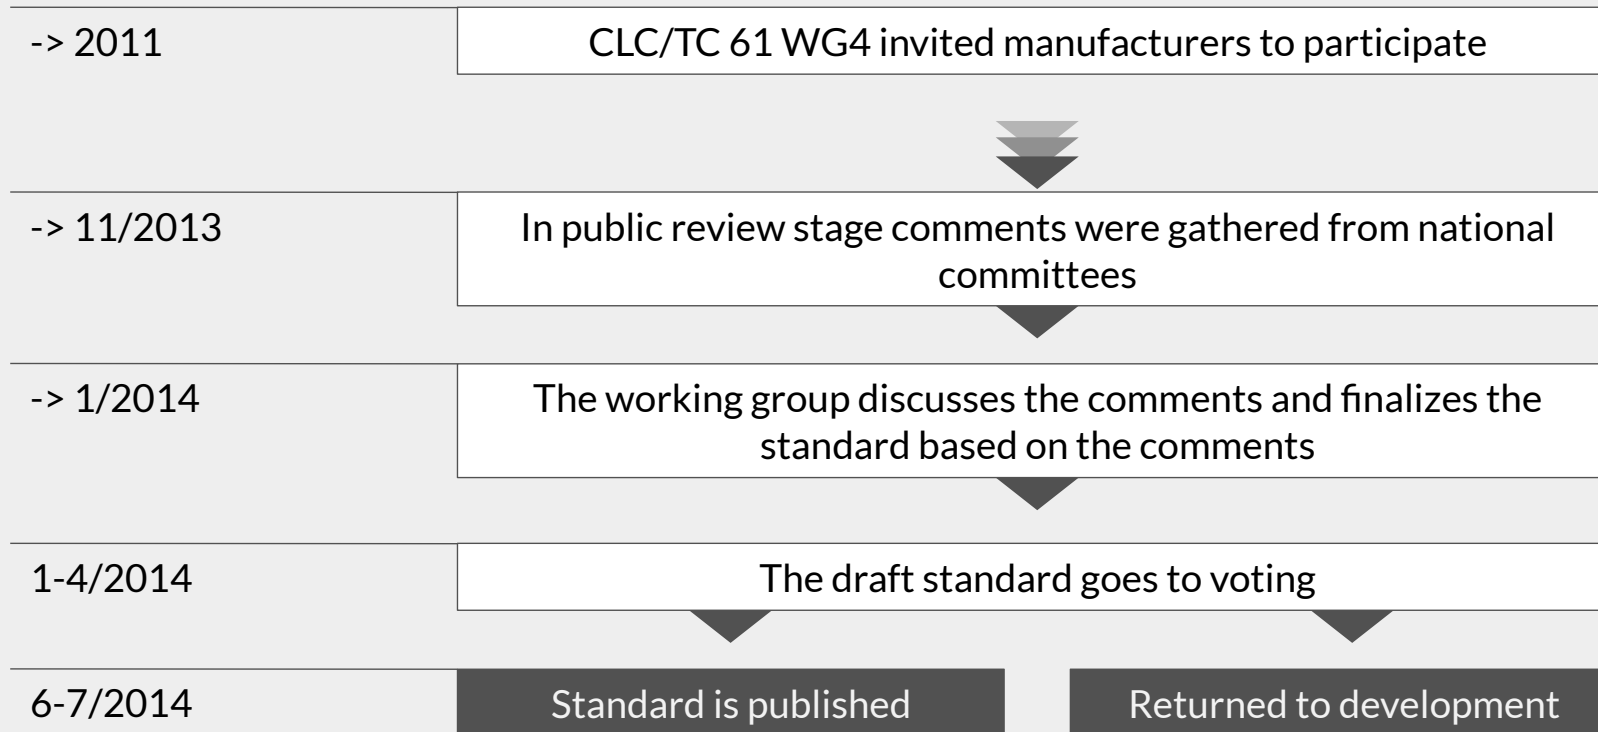 -> 2011
CLC/TC 61 WG4 invited manufacturers to participate
-> 11/2013
In public review stage comments were gathered from national
committees
-> 1/2014
The working group discusses the comments and finalizes the
standard based on the comments
1-4/2014
The draft standard goes to voting
6-7/2014
Standard is published
Returned to development